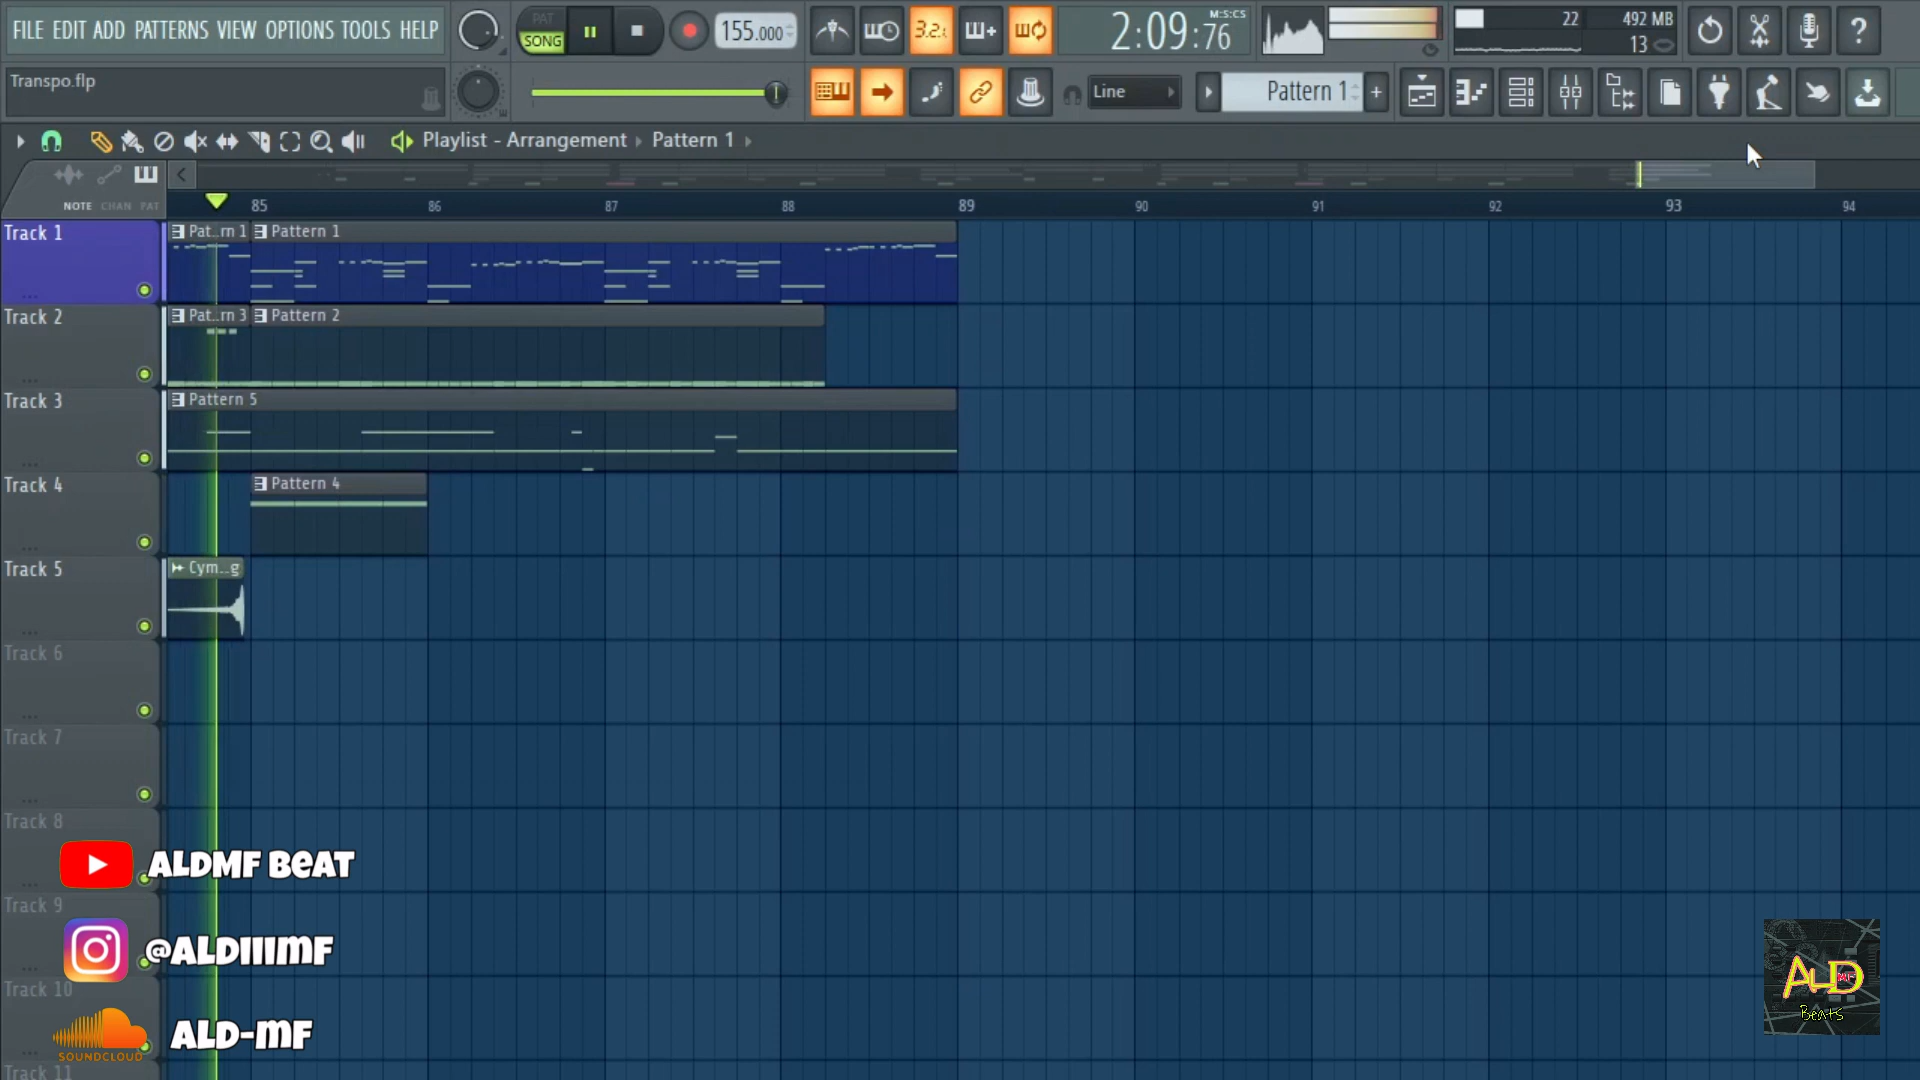 FILE EDIT ADD PATTERNS VIEW OPTIONS TOOLS HELP
PAT
SONG
155.000
3.2.
2:09:76
M:S:CS
22
492 MB
13
Transpo.flp
Line
Pattern 1
Playlist - Arrangement
Pattern 1
NOTE CHAN PAT
85 86 87 88 89 90 91 92 93 94
Track 1
Pat..rn 1
Pattern 1
Track 2
Pat..rn 3
Pattern 2
Track 3
Pattern 5
Track 4
Pattern 4
Track 5
Cym..g
Track 6
Track 7
Track 8
ALDMF BEAT
Track 9
@ALDIIIMF
Track 10
SOUNDCLOUD
ALD-MF
Track 11
ALD
MF
Beats